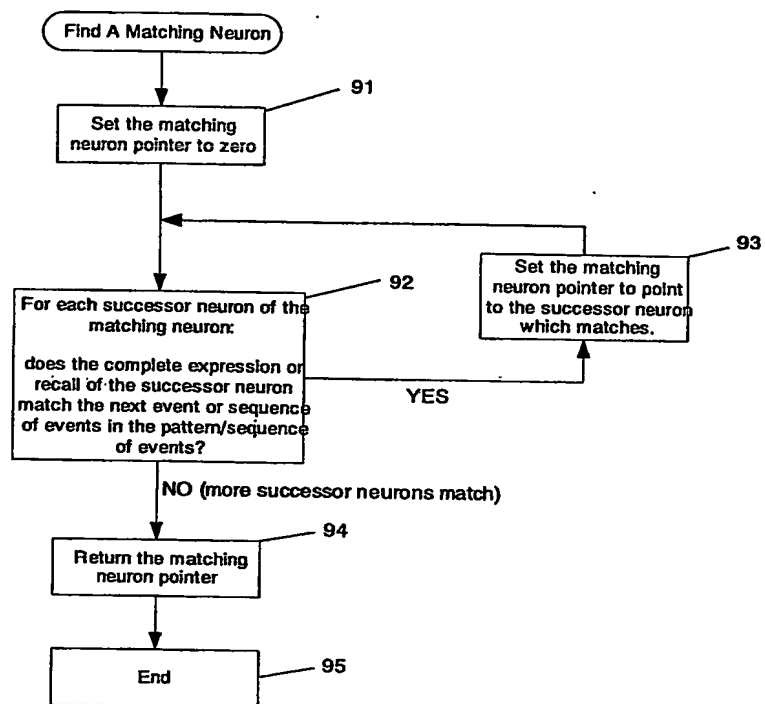 Find A Matching Neuron
91
Set the matching
neuron pointer to zero
93
Set the matching
neuron pointer to point
to the successor neuron
which matches.
92
For each successor neuron of the
matching neuron:
does the complete expression or
recall of the successor neuron
match the next event or sequence
of events in the pattern/sequence
of events?
YES
NO (more successor neurons match)
94
Return the matching
neuron pointer
95
End